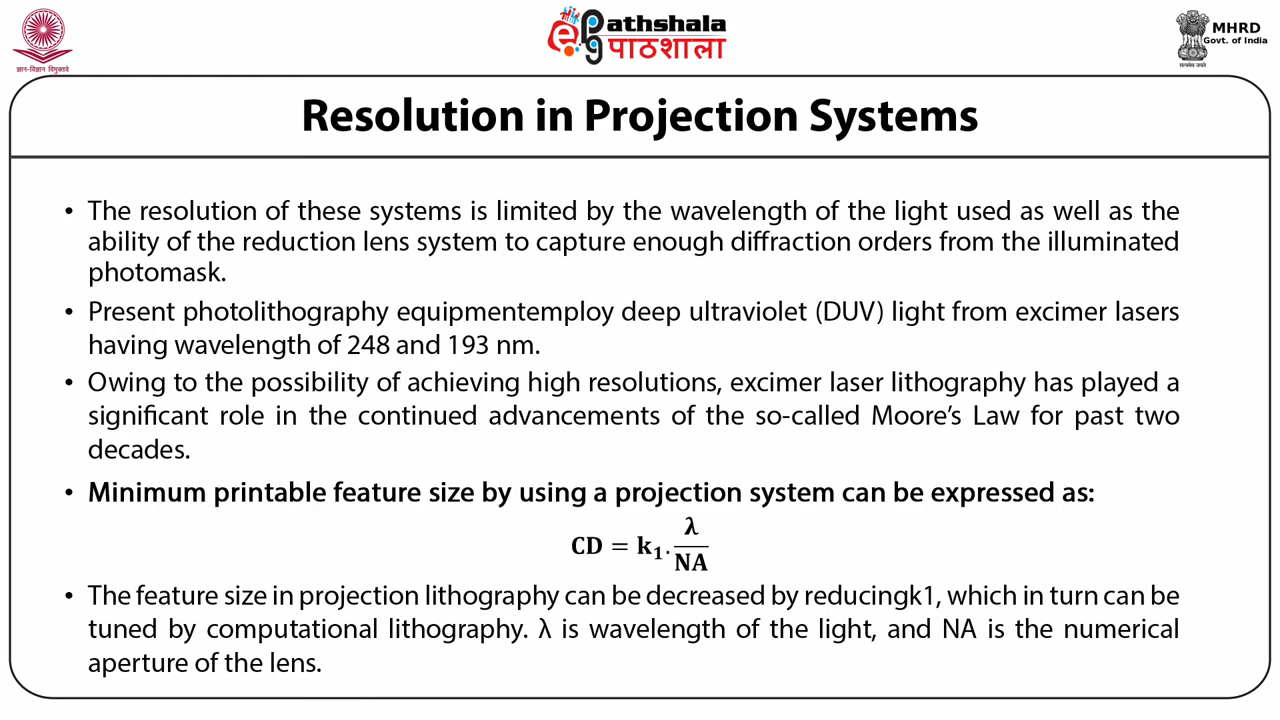 ज्ञान-विज्ञान विमुक्तये
ePathshala
पाठशाला
सत्यमेव जयते
MHRD
Govt. of India
Resolution in Projection Systems
• The resolution of these systems is limited by the wavelength of the light used as well as the
ability of the reduction lens system to capture enough diffraction orders from the illuminated
photomask.
• Present photolithography equipmentemploy deep ultraviolet (DUV) light from excimer lasers
having wavelength of 248 and 193 nm.
• Owing to the possibility of achieving high resolutions, excimer laser lithography has played a
significant role in the continued advancements of the so-called Moore's Law for past two
decades.
• Minimum printable feature size by using a projection system can be expressed as:
CD = k₁. λ/NA
• The feature size in projection lithography can be decreased by reducingk1, which in turn can be
tuned by computational lithography. λ is wavelength of the light, and NA is the numerical
aperture of the lens.